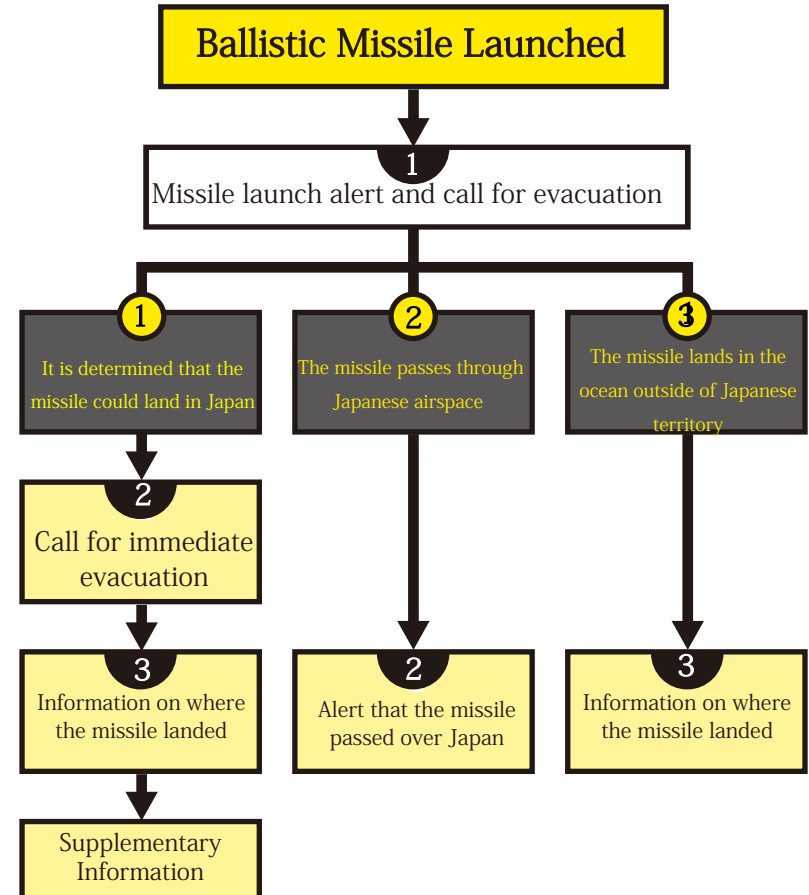 Ballistic Missile Launched
1
Missile launch alert and call for evacuation
1
It is determined that the
missile could land in Japan
2
The missile passes through
Japanese airspace
3
The missile lands in the
ocean outside of Japanese
territory
2
Call for immediate
evacuation
3
Information on where
the missile landed
2
Alert that the missile
passed over Japan
3
Information on where
the missile landed
Supplementary
Information